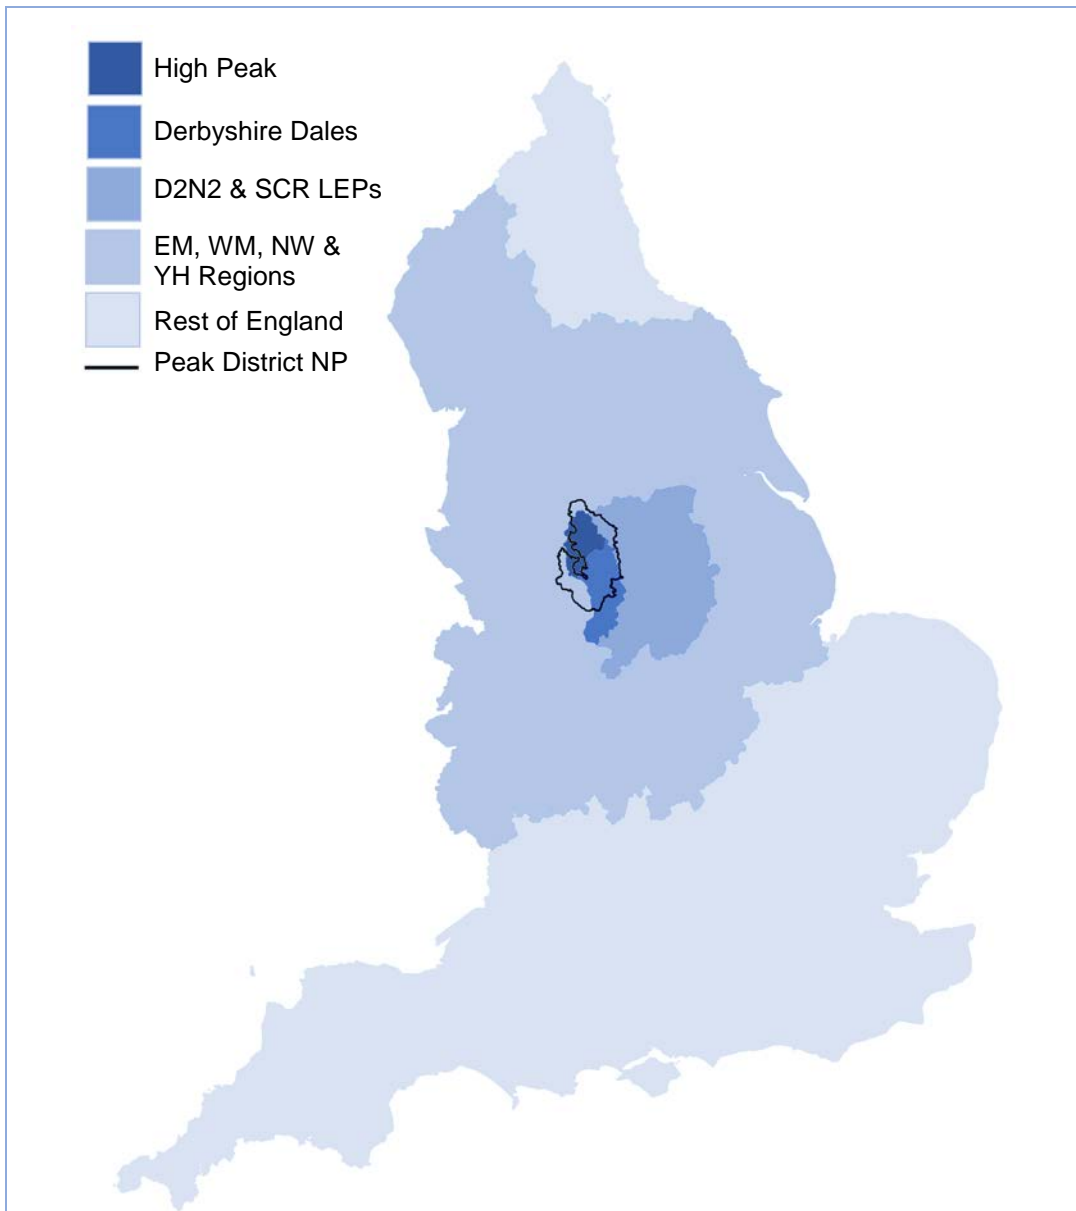 High Peak
Derbyshire Dales
D2N2 & SCR LEPs
EM, WM, NW &
YH Regions
Rest of England
Peak District NP